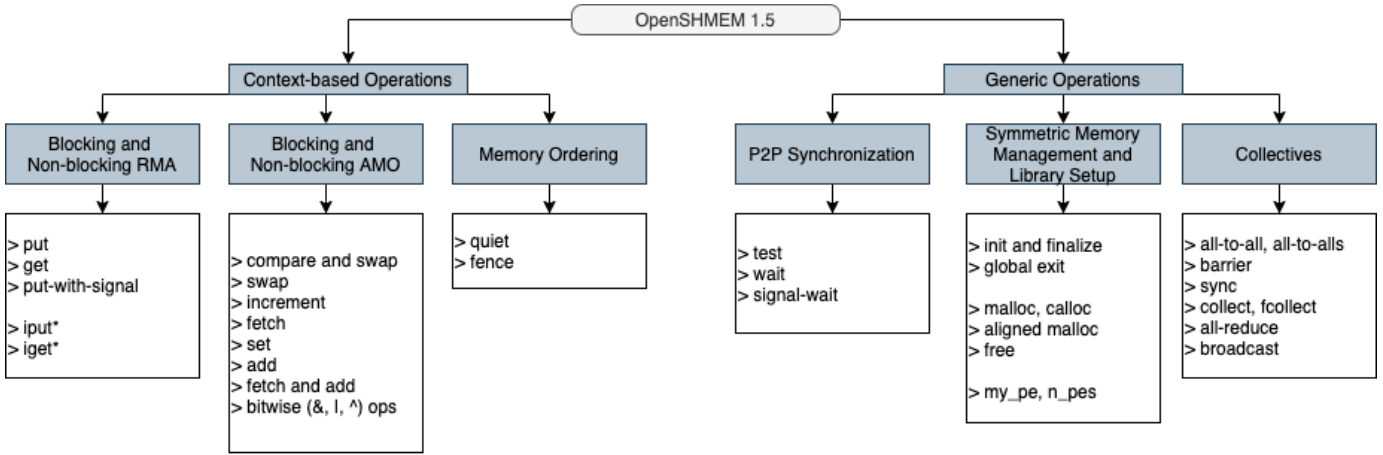 OpenSHMEM 1.5
Context-based Operations
Generic Operations
Blocking and
Non-blocking RMA
Blocking and
Non-blocking AMO
Memory Ordering
P2P Synchronization
Symmetric Memory
Management and
Library Setup
Collectives
> put
> get
> put-with-signal
> iput*
> iget*
> compare and swap
> swap
> increment
> fetch
> set
> add
> fetch and add
> bitwise (&, |, ^) ops
> quiet
> fence
> test
> wait
> signal-wait
> init and finalize
> global exit
> malloc, calloc
> aligned malloc
> free
> my_pe, n_pes
> all-to-all, all-to-alls
> barrier
> sync
> collect, fcollect
> all-reduce
> broadcast